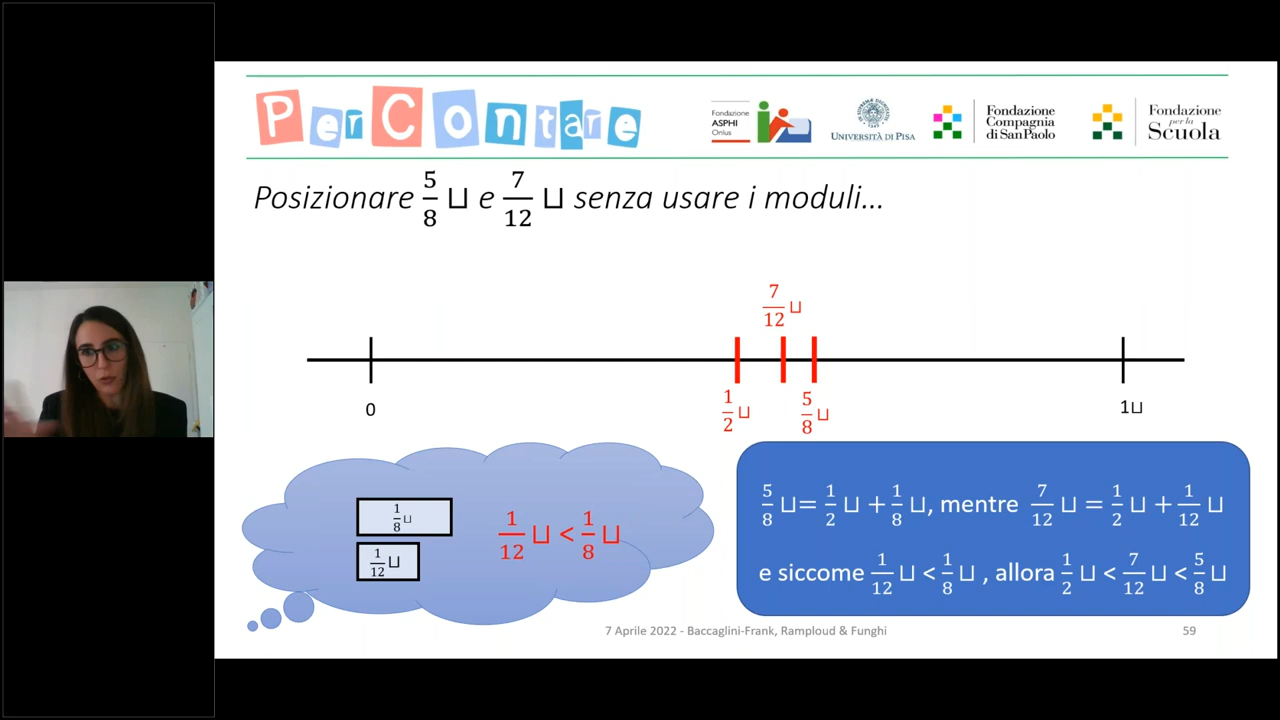 PerContare
Fondazione
ASPHI
Onlus
UNIVERSITÀ DI PISA
Fondazione
Compagnia
di SanPaolo
Fondazione
per la
Scuola
Posizionare 5/8 ⊔ e 7/12 ⊔ senza usare i moduli...
7/12 ⊔
0
1/2 ⊔
5/8 ⊔
1⊔
1/8 ⊔
1/12 ⊔
1/12 ⊔ < 1/8 ⊔
5/8 ⊔= 1/2 ⊔ + 1/8 ⊔, mentre 7/12 ⊔ = 1/2 ⊔ + 1/12 ⊔
e siccome 1/12 ⊔ < 1/8 ⊔ , allora 1/2 ⊔ < 7/12 ⊔ < 5/8 ⊔
7 Aprile 2022 - Baccaglini-Frank, Ramploud & Funghi
59